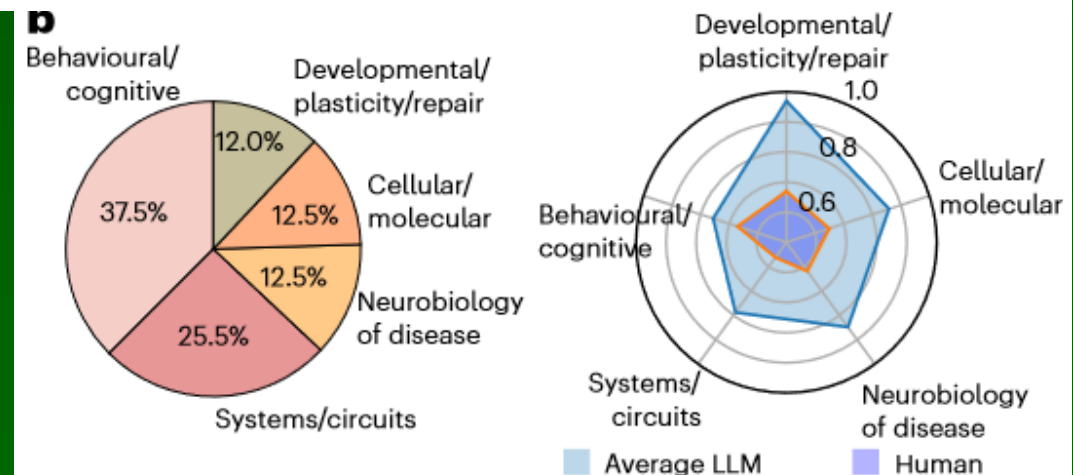 b
Behavioural/
cognitive
Developmental/
plasticity/repair
12.0%
37.5%
Cellular/
molecular
12.5%
12.5%
Neurobiology
of disease
25.5%
Systems/circuits
Developmental/
plasticity/repair
1.0
0.8
0.6
Cellular/
molecular
Behavioural/
cognitive
Systems/
circuits
Neurobiology
of disease
Average LLM
Human